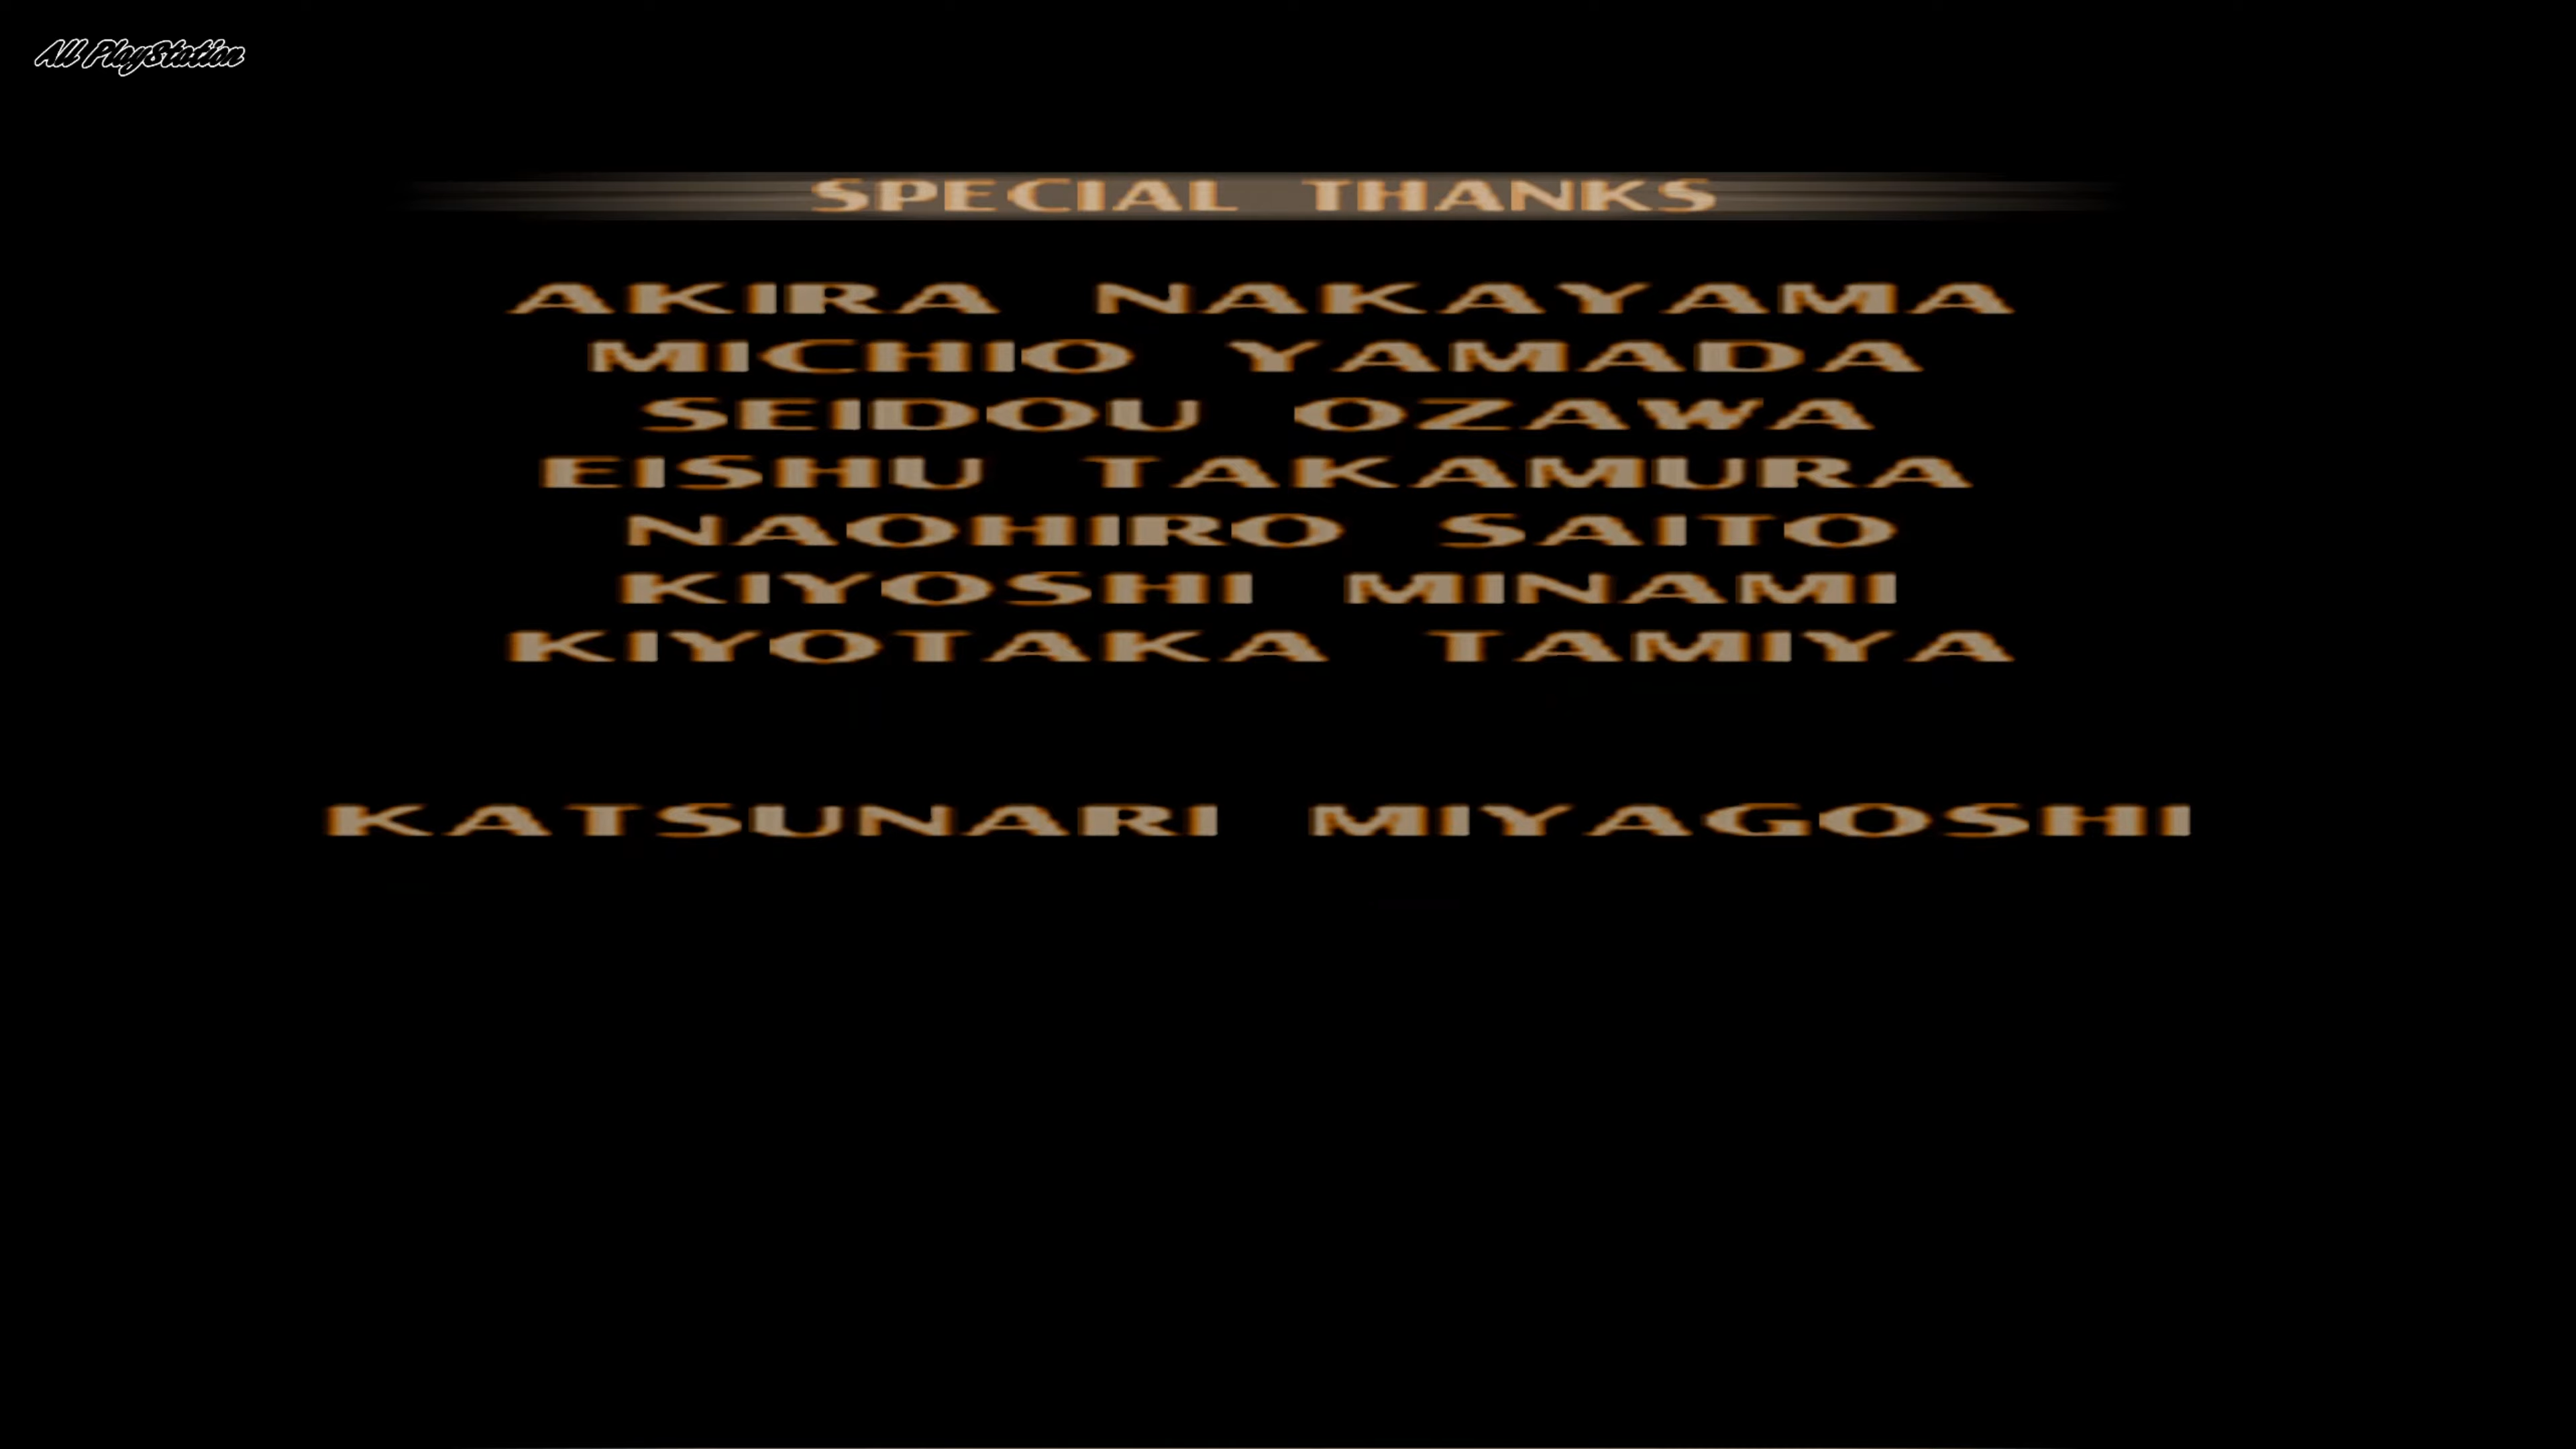 All PlayStation
SPECIAL THANKS
AKIRA NAKAYAMA
MICHIO YAMADA
SEIDOU OZAWA
EISHU TAKAMURA
NAOHIRO SAITO
KIYOSHI MINAMI
KIYOTAKA TAMIYA
KATSUNARI MIYAGOSHI